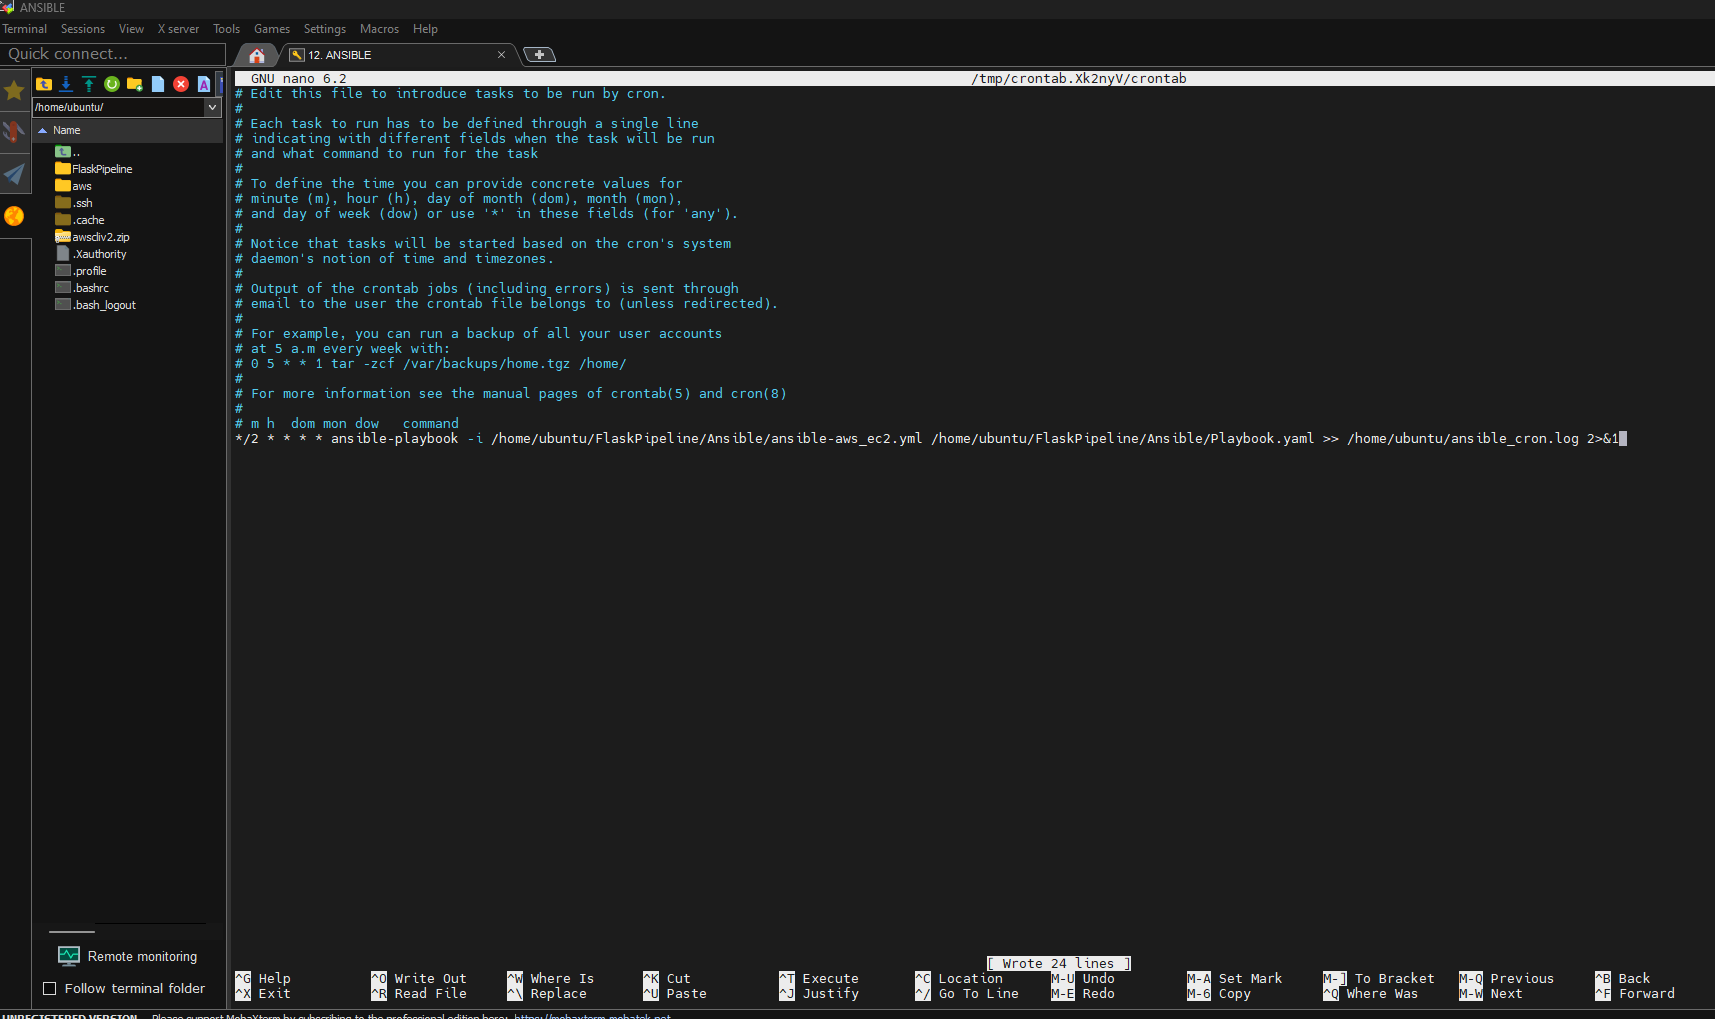 ANSIBLE
Terminal Sessions View X server Tools Games Settings Macros Help
Quick connect...
12. ANSIBLE
/home/ubuntu/
Name
..
FlaskPipeline
aws
.ssh
.cache
awscliv2.zip
.Xauthority
.profile
.bashrc
.bash_logout
Remote monitoring
Follow terminal folder
GNU nano 6.2 /tmp/crontab.Xk2nyV/crontab
# Edit this file to introduce tasks to be run by cron.
#
# Each task to run has to be defined through a single line
# indicating with different fields when the task will be run
# and what command to run for the task
#
# To define the time you can provide concrete values for
# minute (m), hour (h), day of month (dom), month (mon),
# and day of week (dow) or use '*' in these fields (for 'any').
#
# Notice that tasks will be started based on the cron's system
# daemon's notion of time and timezones.
#
# Output of the crontab jobs (including errors) is sent through
# email to the user the crontab file belongs to (unless redirected).
#
# For example, you can run a backup of all your user accounts
# at 5 a.m every week with:
# 0 5 * * 1 tar -zcf /var/backups/home.tgz /home/
#
# For more information see the manual pages of crontab(5) and cron(8)
#
# m h  dom mon dow   command
*/2 * * * * ansible-playbook -i /home/ubuntu/FlaskPipeline/Ansible/ansible-aws_ec2.yml /home/ubuntu/FlaskPipeline/Ansible/Playbook.yaml >> /home/ubuntu/ansible_cron.log 2>&1
[ Wrote 24 lines ]
^G Help ^O Write Out ^W Where Is ^K Cut ^T Execute ^C Location M-U Undo M-A Set Mark M-] To Bracket M-Q Previous ^B Back
^X Exit ^R Read File ^\ Replace ^U Paste ^J Justify ^/ Go To Line M-E Redo M-6 Copy ^Q Where Was M-W Next ^F Forward
UNREGISTERED VERSION - Please support MobaXterm by subscribing to the professional edition here: https://mobaxterm.mobatek.net